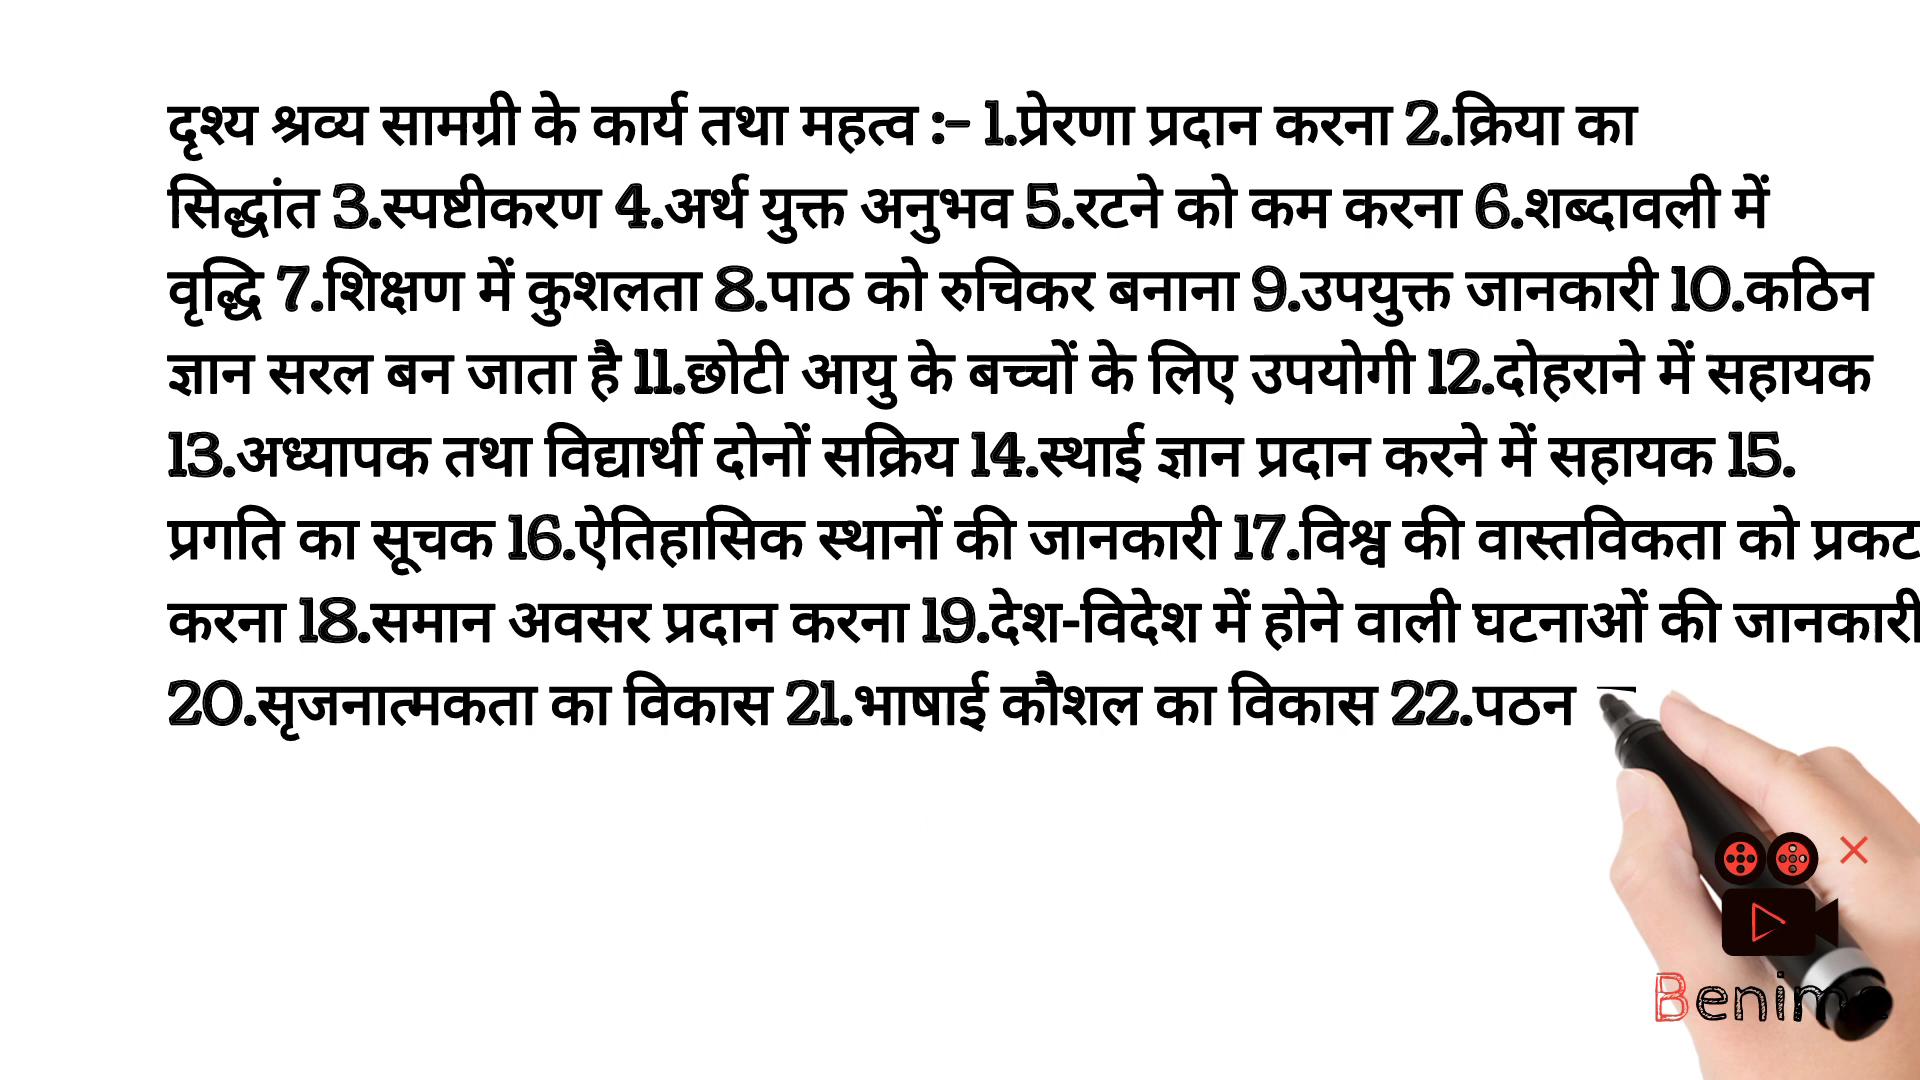 दृश्य श्रव्य सामग्री के कार्य तथा महत्व :- 1.प्रेरणा प्रदान करना 2.क्रिया का
सिद्धांत 3.स्पष्टीकरण 4.अर्थ युक्त अनुभव 5.रटने को कम करना 6.शब्दावली में
वृद्धि 7.शिक्षण में कुशलता 8.पाठ को रुचिकर बनाना 9.उपयुक्त जानकारी 10.कठिन
ज्ञान सरल बन जाता है 11.छोटी आयु के बच्चों के लिए उपयोगी 12.दोहराने में सहायक
13.अध्यापक तथा विद्यार्थी दोनों सक्रिय 14.स्थाई ज्ञान प्रदान करने में सहायक 15.
प्रगति का सूचक 16.ऐतिहासिक स्थानों की जानकारी 17.विश्व की वास्तविकता को प्रकट
करना 18.समान अवसर प्रदान करना 19.देश-विदेश में होने वाली घटनाओं की जानकारी
20.सृजनात्मकता का विकास 21.भाषाई कौशल का विकास 22.पठन